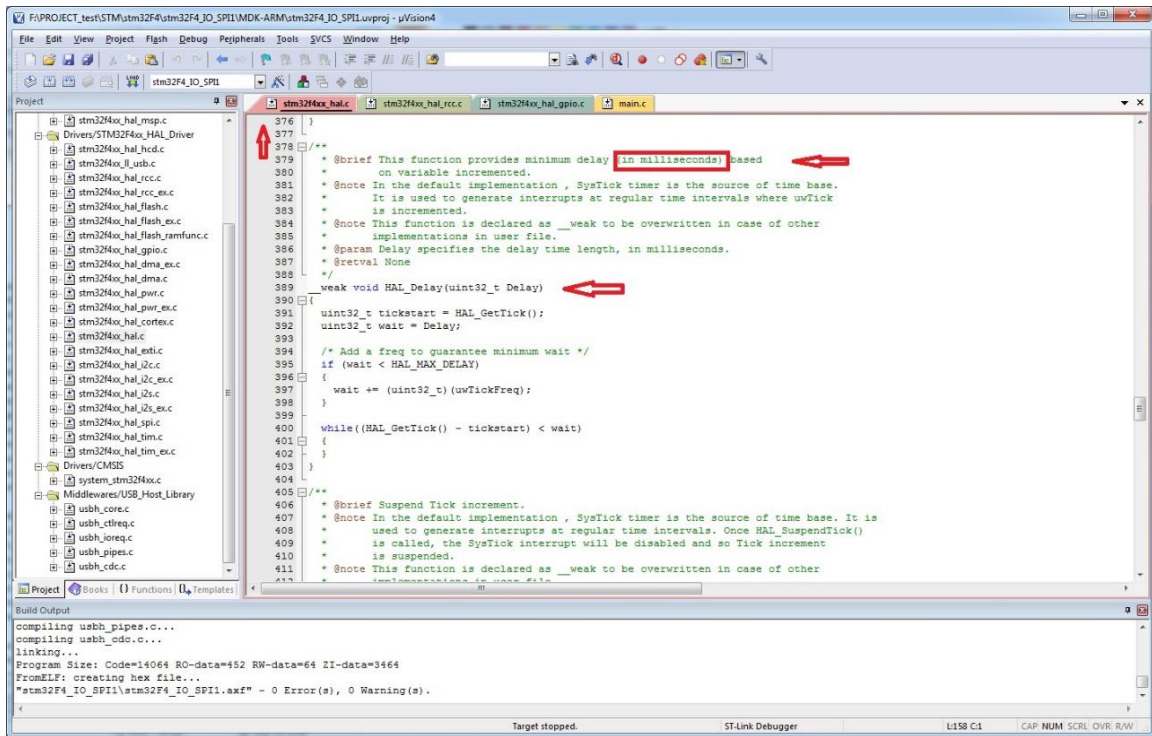 F:\PROJECT_test\STM\stm32F4\stm32F4_IO_SPI1\MDK-ARM\stm32F4_IO_SPI1.uvproj - µVision4
File Edit View Project Flash Debug Peripherals Tools SVCS Window Help
LOAD stm32F4_IO_SPI1
Project
stm32f4xx_hal_msp.c
Drivers/STM32F4xx_HAL_Driver
stm32f4xx_hal_hcd.c
stm32f4xx_ll_usb.c
stm32f4xx_hal_rcc.c
stm32f4xx_hal_rcc_ex.c
stm32f4xx_hal_flash.c
stm32f4xx_hal_flash_ex.c
stm32f4xx_hal_flash_ramfunc.c
stm32f4xx_hal_gpio.c
stm32f4xx_hal_dma_ex.c
stm32f4xx_hal_dma.c
stm32f4xx_hal_pwr.c
stm32f4xx_hal_pwr_ex.c
stm32f4xx_hal_cortex.c
stm32f4xx_hal.c
stm32f4xx_hal_exti.c
stm32f4xx_hal_i2c.c
stm32f4xx_hal_i2c_ex.c
stm32f4xx_hal_i2s.c
stm32f4xx_hal_i2s_ex.c
stm32f4xx_hal_spi.c
stm32f4xx_hal_tim.c
stm32f4xx_hal_tim_ex.c
Drivers/CMSIS
system_stm32f4xx.c
Middlewares/USB_Host_Library
usbh_core.c
usbh_ctlreq.c
usbh_ioreq.c
usbh_pipes.c
usbh_cdc.c
Project Books {} Functions Templates
stm32f4xx_hal.c stm32f4xx_hal_rcc.c stm32f4xx_hal_gpio.c main.c
376 }
377
378 /**
379 * @brief This function provides minimum delay (in milliseconds) based
380 * on variable incremented.
381 * @note In the default implementation , SysTick timer is the source of time base.
382 * It is used to generate interrupts at regular time intervals where uwTick
383 * is incremented.
384 * @note This function is declared as __weak to be overwritten in case of other
385 * implementations in user file.
386 * @param Delay specifies the delay time length, in milliseconds.
387 * @retval None
388 */
389 __weak void HAL_Delay(uint32_t Delay)
390 {
391 uint32_t tickstart = HAL_GetTick();
392 uint32_t wait = Delay;
393
394 /* Add a freq to guarantee minimum wait */
395 if (wait < HAL_MAX_DELAY)
396 {
397 wait += (uint32_t)(uwTickFreq);
398 }
399
400 while((HAL_GetTick() - tickstart) < wait)
401 {
402 }
403 }
404
405 /**
406 * @brief Suspend Tick increment.
407 * @note In the default implementation , SysTick timer is the source of time base. It is
408 * used to generate interrupts at regular time intervals. Once HAL_SuspendTick()
409 * is called, the SysTick interrupt will be disabled and so Tick increment
410 * is suspended.
411 * @note This function is declared as __weak to be overwritten in case of other
412 * implementations in user file.
Build Output
compiling usbh_pipes.c...
compiling usbh_cdc.c...
linking...
Program Size: Code=14064 RO-data=452 RW-data=64 ZI-data=3464
FromELF: creating hex file...
"stm32F4_IO_SPI1\stm32F4_IO_SPI1.axf" - 0 Error(s), 0 Warning(s).
Target stopped. ST-Link Debugger L:158 C:1 CAP NUM SCRL OVR R/W